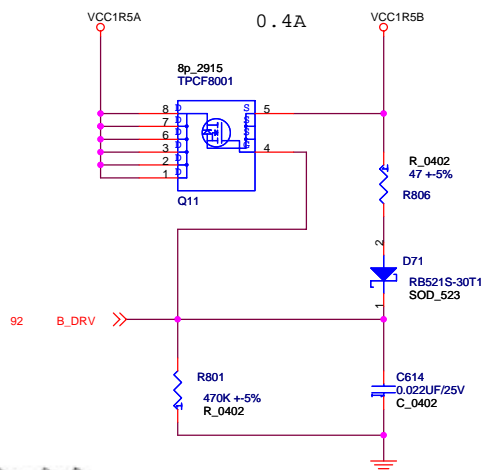 VCC1R5A
0.4A
VCC1R5B
8p_2915
TPCF8001
8 D S 5
7 D
6 D
3 D 4
2 D
1 D
Q11
R_0402
47 +-5%
R806
2
D71
RB521S-30T1
SOD_523
1
92 B_DRV
R801
470K +-5%
R_0402
C614
0.022UF/25V
C_0402